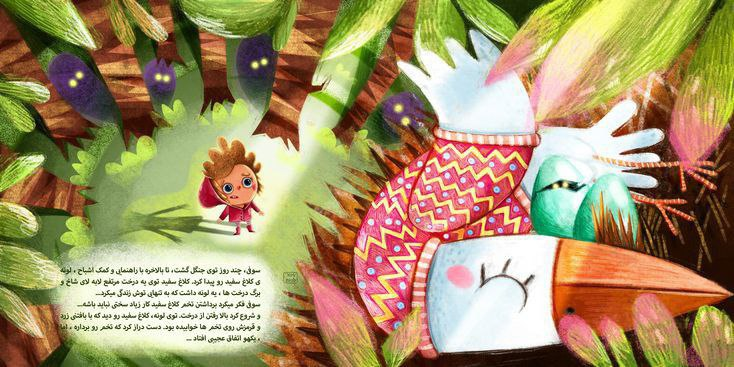 سوفی، چند روز توی جنگل گشت، تا بالاخره با راهنمایی و کمک اشباح ، لونه
ی کلاغ سفید رو پیدا کرد. کلاغ سفید توی یه درخت مرتفع لابه لای شاخ و
برگ درخت ها ، یه لونه داشت که به تنهایی توش زندگی میکرد...
سوفی فکر میکرد برداشتن تخم کلاغ سفید کار زیاد سختی نباید باشه...
و شروع کرد بالا رفتن از درخت. توی لونه، کلاغ سفید رو دید که با بافتنی زرد
و قرمزش روی تخم ها خوابیده بود. دست دراز کرد که تخم رو برداره ، اما
، یکهو اتفاق عجیبی افتاد ...